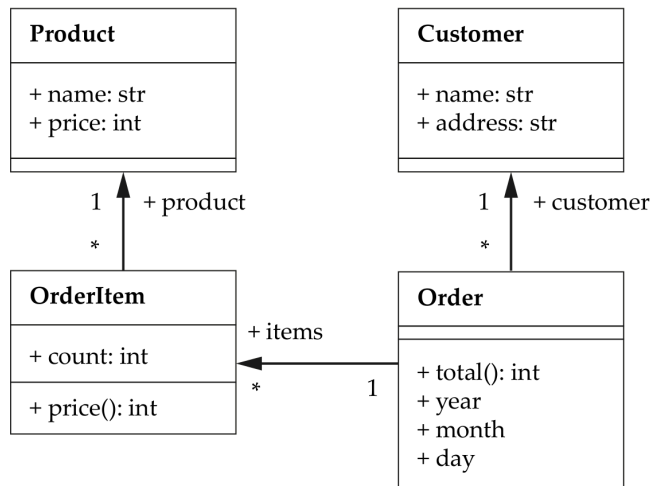 Product
+ name: str
+ price: int
Customer
+ name: str
+ address: str
1 + product
*
1 + customer
*
OrderItem
+ count: int
+ price(): int
+ items
* 1
Order
+ total(): int
+ year
+ month
+ day